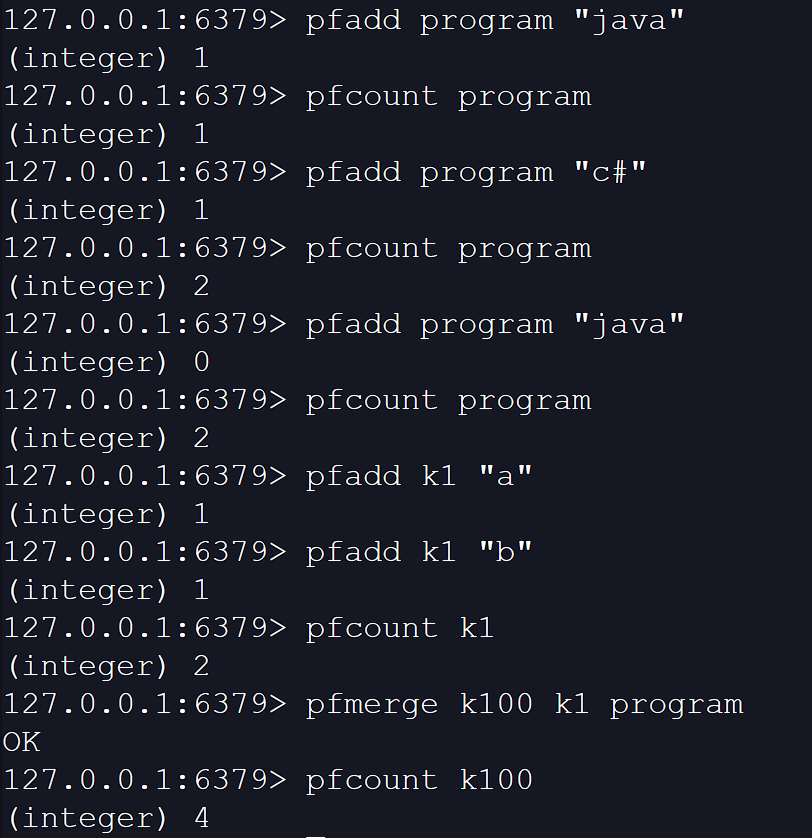 127.0.0.1:6379> pfadd program "java"
(integer) 1
127.0.0.1:6379> pfcount program
(integer) 1
127.0.0.1:6379> pfadd program "c#"
(integer) 1
127.0.0.1:6379> pfcount program
(integer) 2
127.0.0.1:6379> pfadd program "java"
(integer) 0
127.0.0.1:6379> pfcount program
(integer) 2
127.0.0.1:6379> pfadd k1 "a"
(integer) 1
127.0.0.1:6379> pfadd k1 "b"
(integer) 1
127.0.0.1:6379> pfcount k1
(integer) 2
127.0.0.1:6379> pfmerge k100 k1 program
OK
127.0.0.1:6379> pfcount k100
(integer) 4